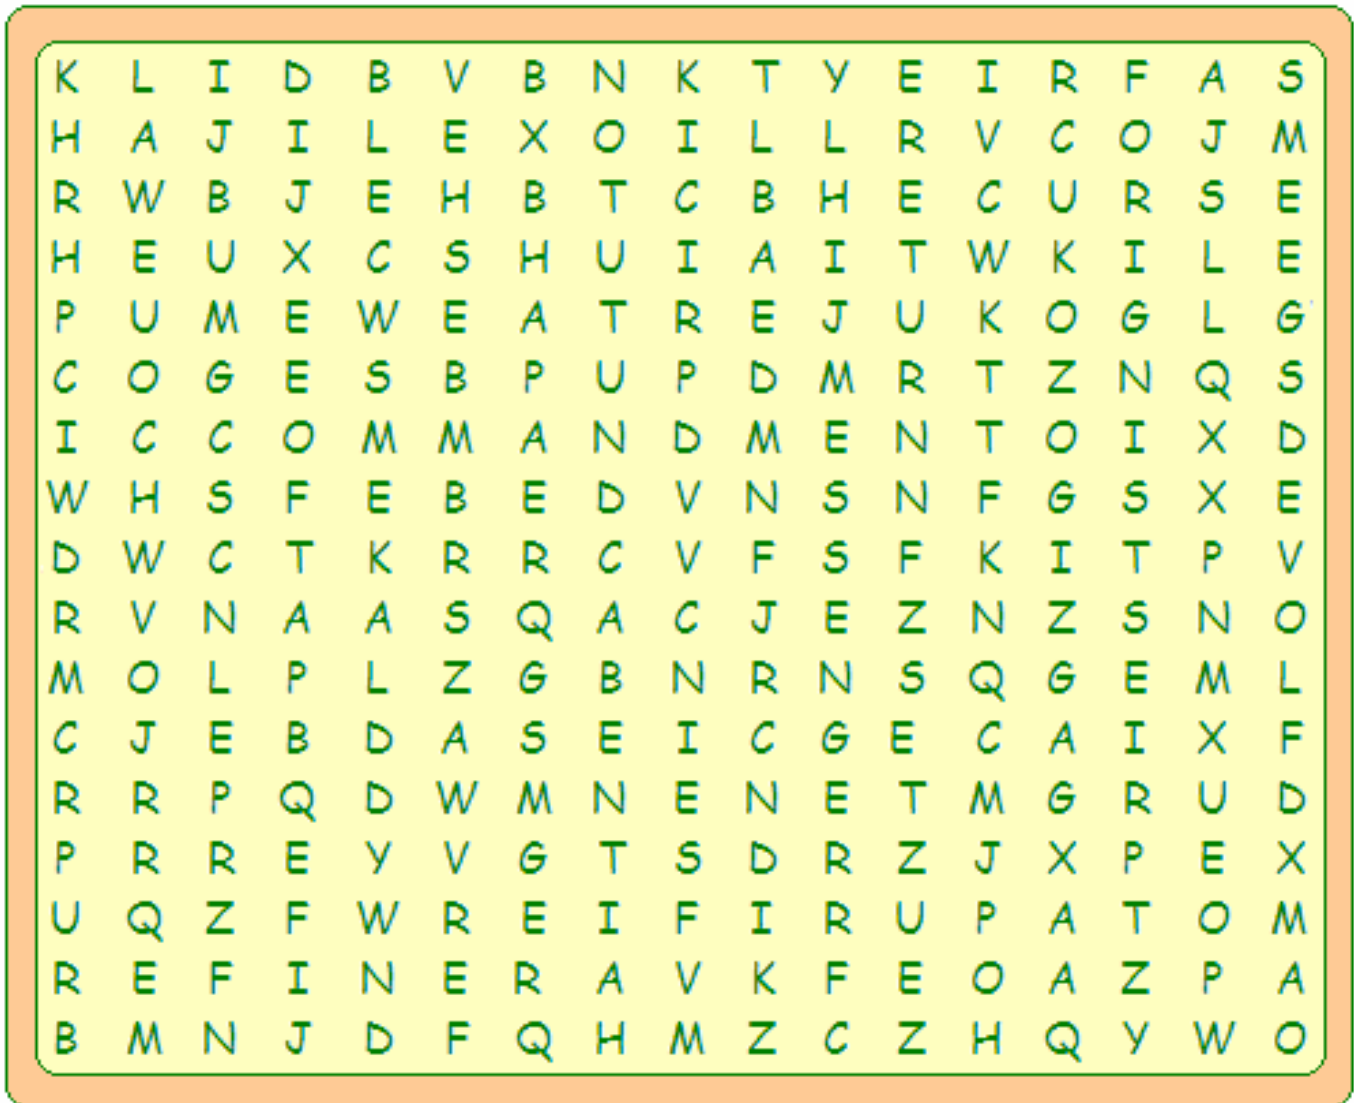 K L I D B V B N K T Y E I R F A S
H A J I L E X O I L L R V C O J M
R W B J E H B T C B H E C U R S E
H E U X C S H U I A I T W K I L E
P U M E W E A T R E J U K O G L G
C O G E S B P U P D M R T Z N Q S
I C C O M M A N D M E N T O I X D
W H S F E B E D V N S N F G S X E
D W C T K R R C V F S F K I T P V
R V N A A S Q A C J E Z N Z S N O
M O L P L Z G B N R N S Q G E M L
C J E B D A S E I C G E C A I X F
R R P Q D W M N E N E T M G R U D
P R R E Y V G T S D R Z J X P E X
U Q Z F W R E I F I R U P A T O M
R E F I N E R A V K F E O A Z P A
B M N J D F Q H M Z C Z H Q Y W O